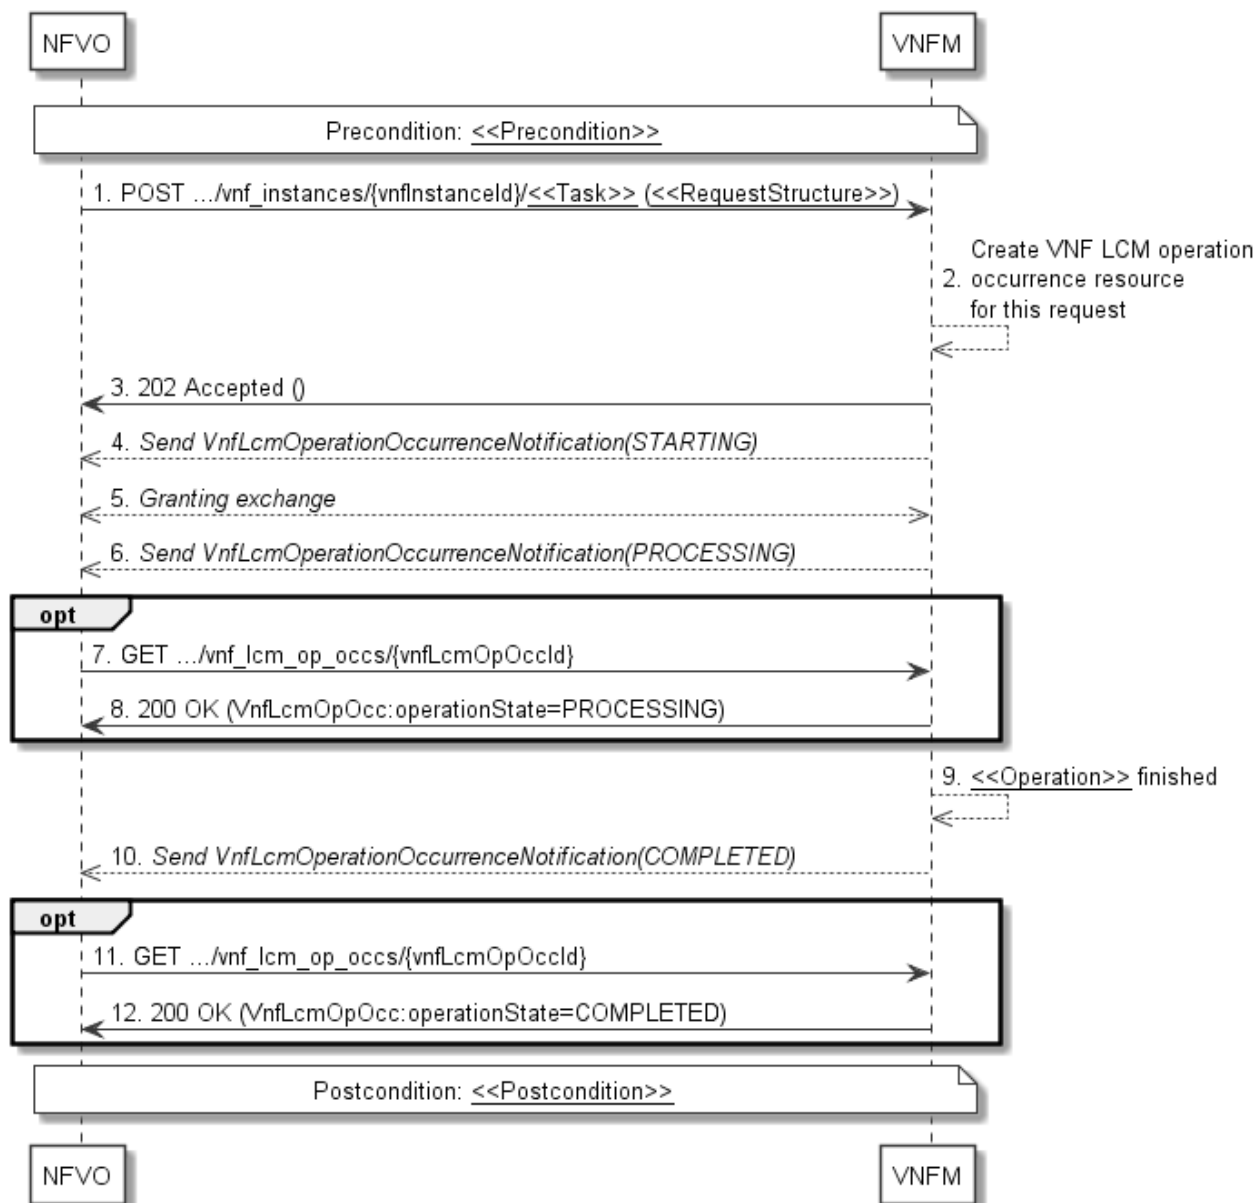 NFVO VNFM
Precondition: <<Precondition>>
1. POST .../vnf_instances/{vnfInstanceId}/<<Task>> (<<RequestStructure>>)
Create VNF LCM operation
2. occurrence resource
for this request
3. 202 Accepted ()
4. Send VnfLcmOperationOccurrenceNotification(STARTING)
5. Granting exchange
6. Send VnfLcmOperationOccurrenceNotification(PROCESSING)
opt
7. GET .../vnf_lcm_op_occs/{vnfLcmOpOccId}
8. 200 OK (VnfLcmOpOcc:operationState=PROCESSING)
9. <<Operation>> finished
10. Send VnfLcmOperationOccurrenceNotification(COMPLETED)
opt
11. GET .../vnf_lcm_op_occs/{vnfLcmOpOccId}
12. 200 OK (VnfLcmOpOcc:operationState=COMPLETED)
Postcondition: <<Postcondition>>
NFVO VNFM